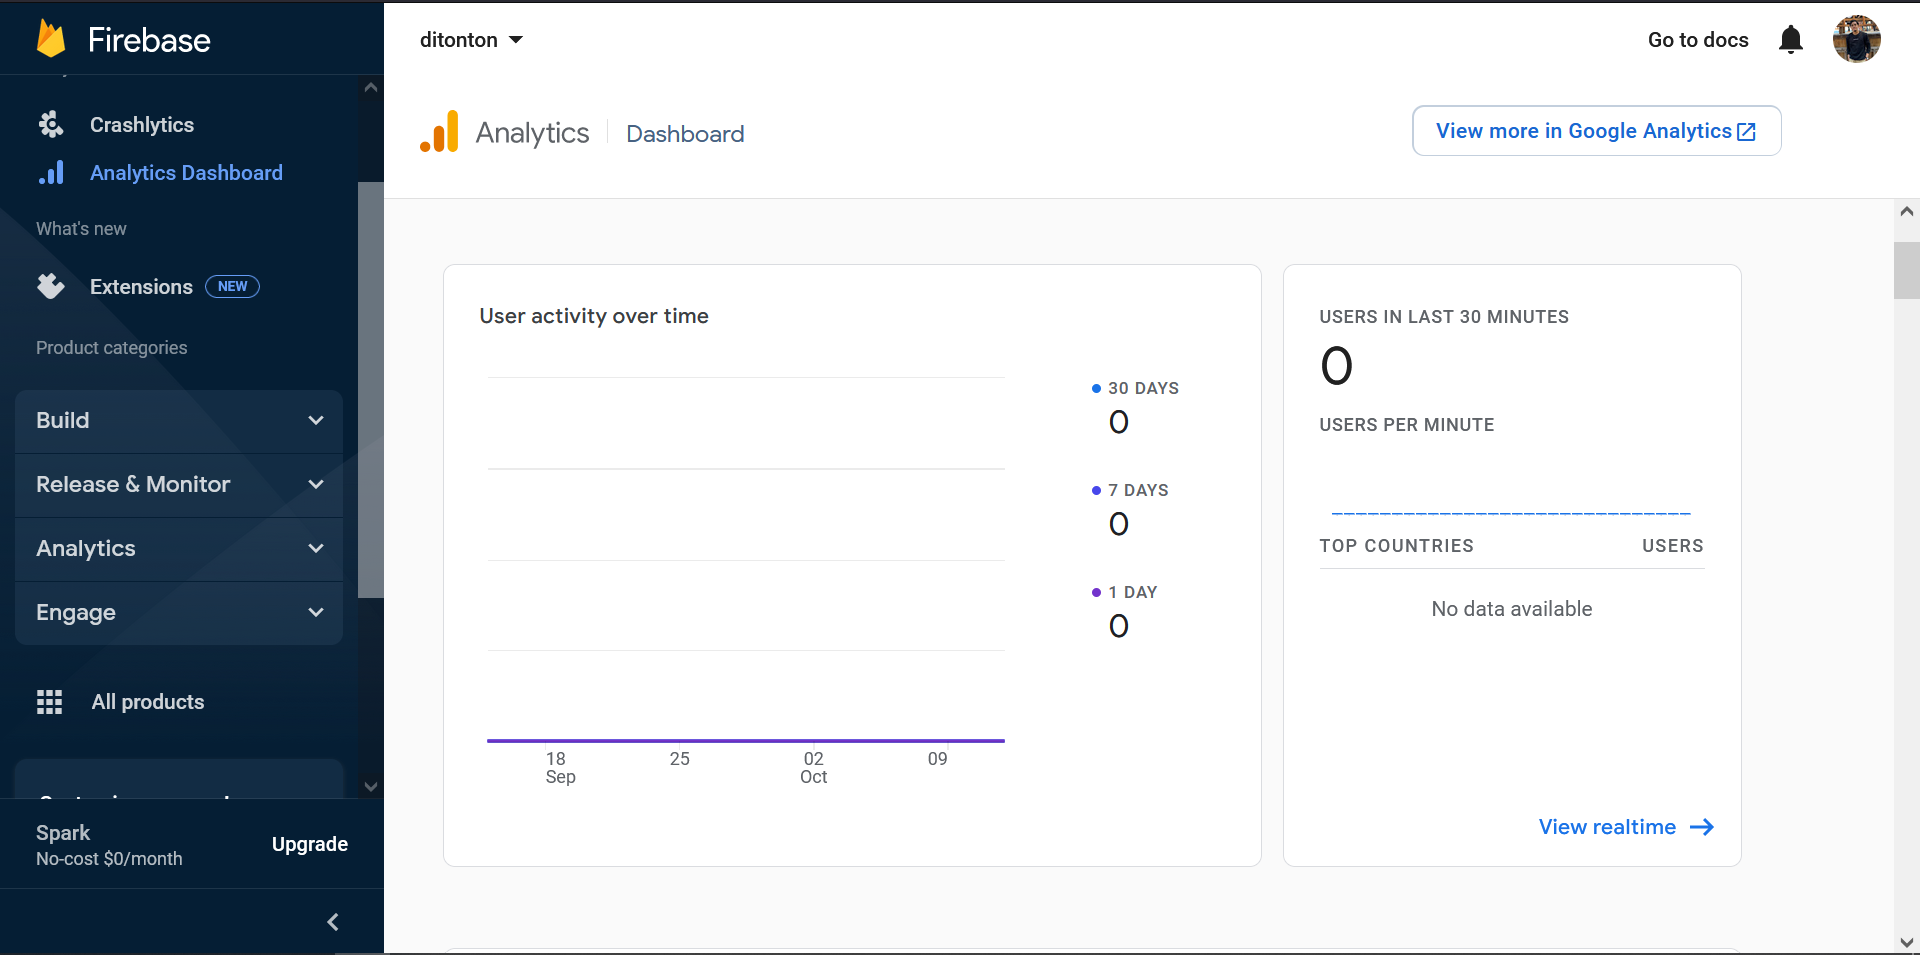 Firebase
Crashlytics
Analytics Dashboard
What's new
Extensions NEW
Product categories
Build
Release & Monitor
Analytics
Engage
All products
Spark
No-cost $0/month
Upgrade
ditonton
Go to docs
Analytics
Dashboard
View more in Google Analytics
User activity over time
30 DAYS
0
7 DAYS
0
1 DAY
0
18 25 02 09
Sep Oct
USERS IN LAST 30 MINUTES
0
USERS PER MINUTE
TOP COUNTRIES USERS
No data available
View realtime